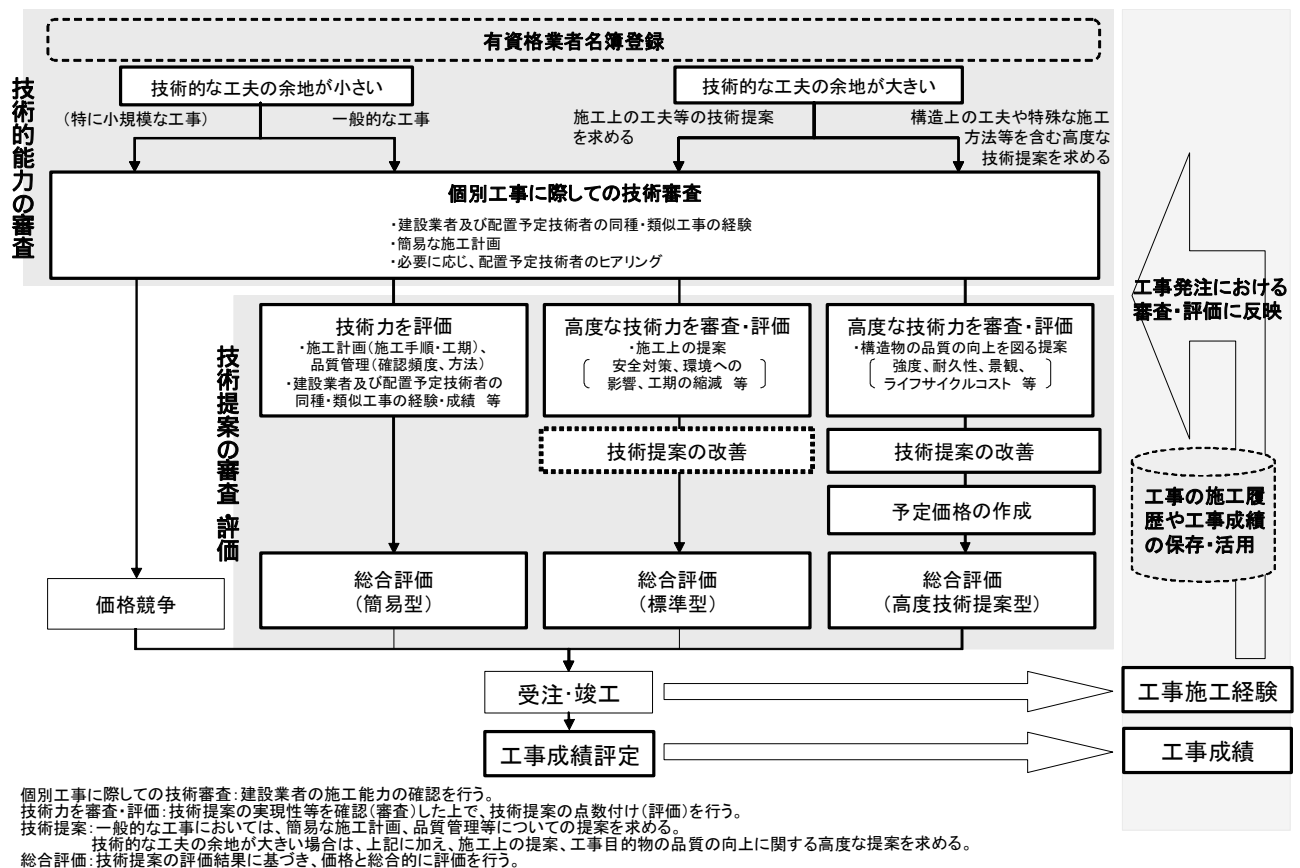 有資格業者名簿登録
技術的能力の審査
技術的な工夫の余地が小さい
技術的な工夫の余地が大きい
(特に小規模な工事)
一般的な工事
施工上の工夫等の技術提案
を求める
構造上の工夫や特殊な施工
方法等を含む高度な
技術提案を求める
個別工事に際しての技術審査
・建設業者及び配置予定技術者の同種・類似工事の経験
・簡易な施工計画
・必要に応じ、配置予定技術者のヒアリング
技術提案の審査・評価
技術力を評価
・施工計画(施工手順・工期)、
品質管理(確認頻度、方法)
・建設業者及び配置予定技術者の
同種・類似工事の経験・成績 等
高度な技術力を審査・評価
・施工上の提案
安全対策、環境への
影響、工期の縮減 等
高度な技術力を審査・評価
・構造物の品質の向上を図る提案
強度、耐久性、景観、
ライフサイクルコスト 等
技術提案の改善
技術提案の改善
予定価格の作成
価格競争
総合評価
(簡易型)
総合評価
(標準型)
総合評価
(高度技術提案型)
受注・竣工
工事成績評定
工事発注における
審査・評価に反映
工事の施工履
歴や工事成績
の保存・活用
工事施工経験
工事成績
個別工事に際しての技術審査:建設業者の施工能力の確認を行う。
技術力を審査・評価:技術提案の実現性等を確認(審査)した上で、技術提案の点数付け(評価)を行う。
技術提案:一般的な工事においては、簡易な施工計画、品質管理等についての提案を求める。
技術的な工夫の余地が大きい場合は、上記に加え、施工上の提案、工事目的物の品質の向上に関する高度な提案を求める。
総合評価:技術提案の評価結果に基づき、価格と総合的に評価を行う。